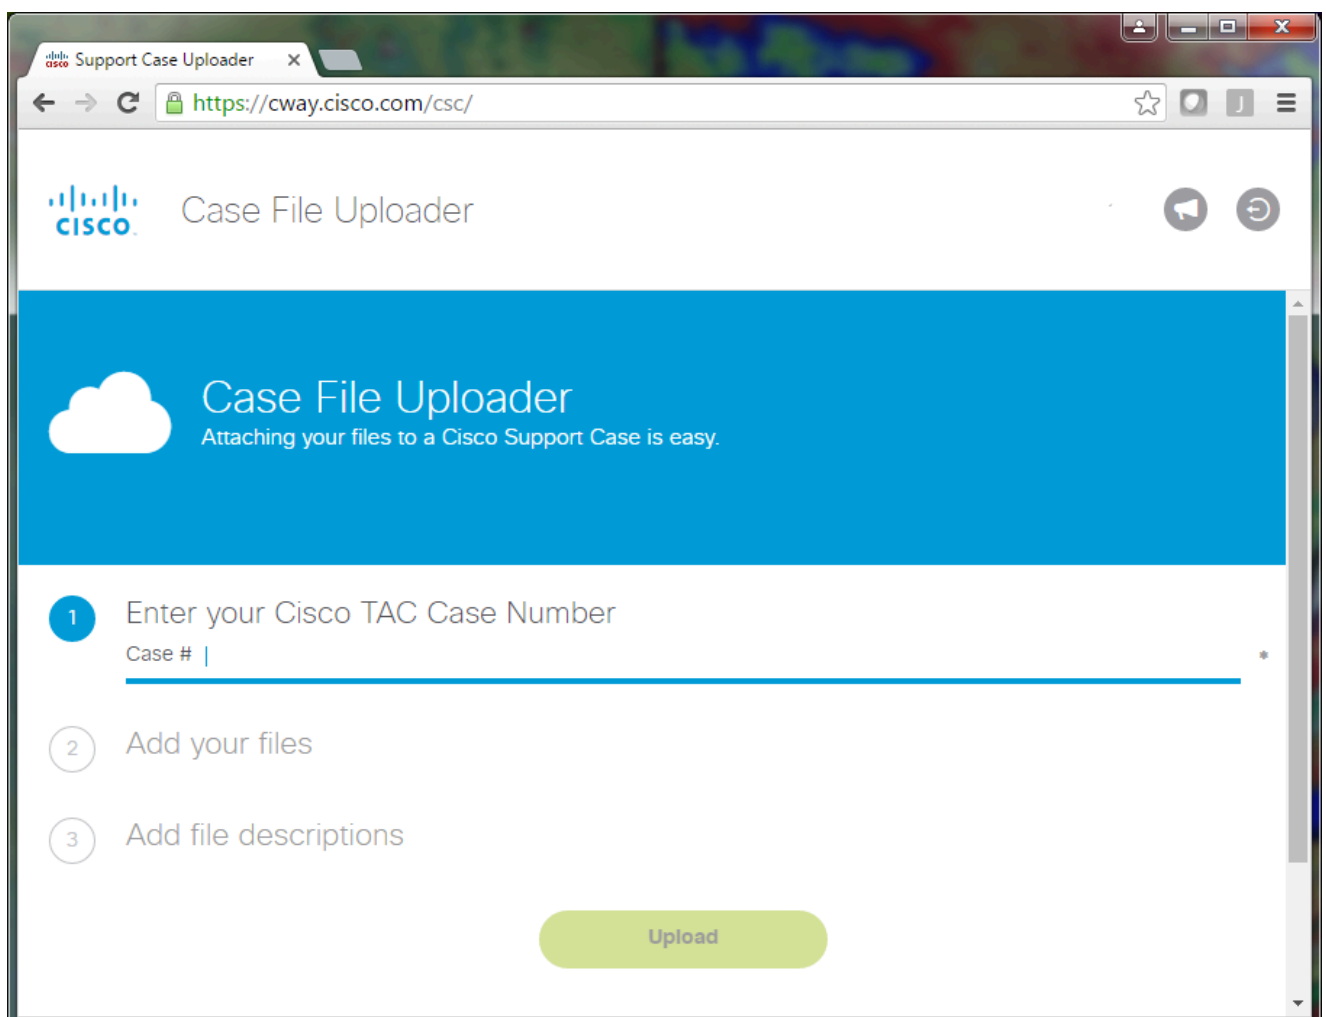 Support Case Uploader
https://cway.cisco.com/csc/
J
CISCO
Case File Uploader
Case File Uploader
Attaching your files to a Cisco Support Case is easy.
1
Enter your Cisco TAC Case Number
Case #
*
2
Add your files
3
Add file descriptions
Upload